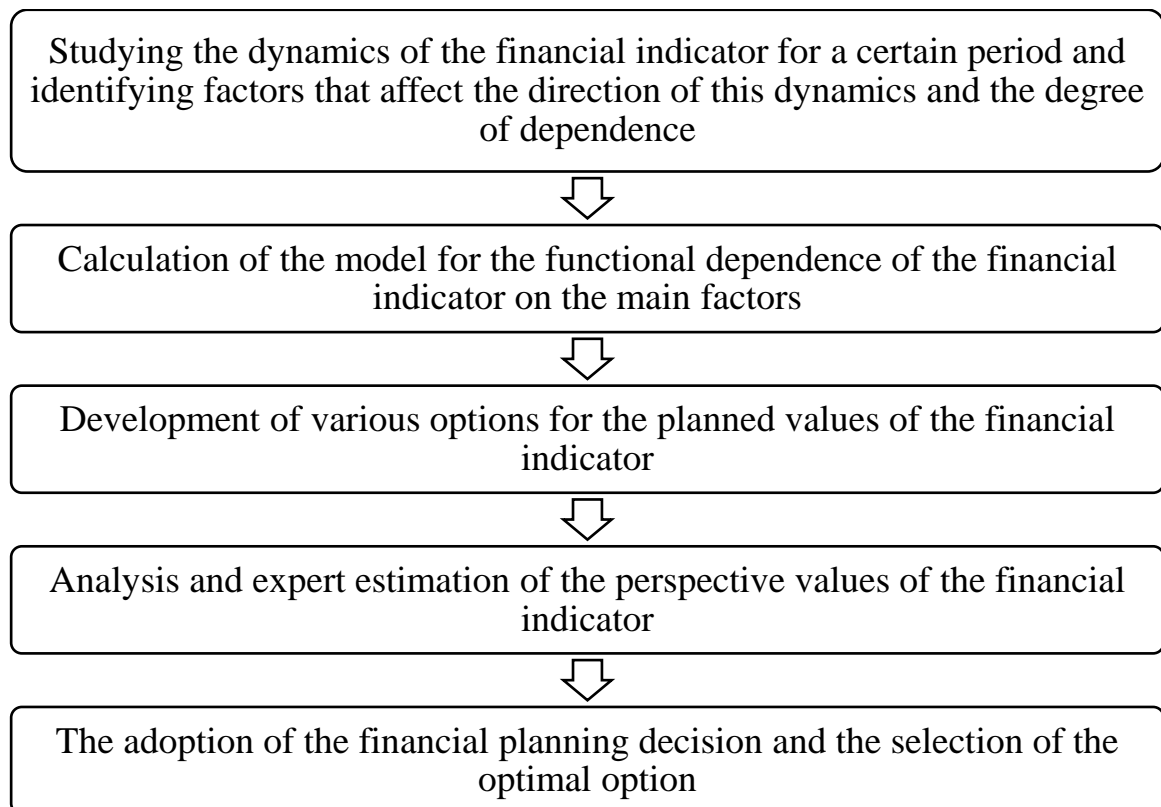 Studying the dynamics of the financial indicator for a certain period and
identifying factors that affect the direction of this dynamics and the degree
of dependence
Calculation of the model for the functional dependence of the financial
indicator on the main factors
Development of various options for the planned values of the financial
indicator
Analysis and expert estimation of the perspective values of the financial
indicator
The adoption of the financial planning decision and the selection of the
optimal option